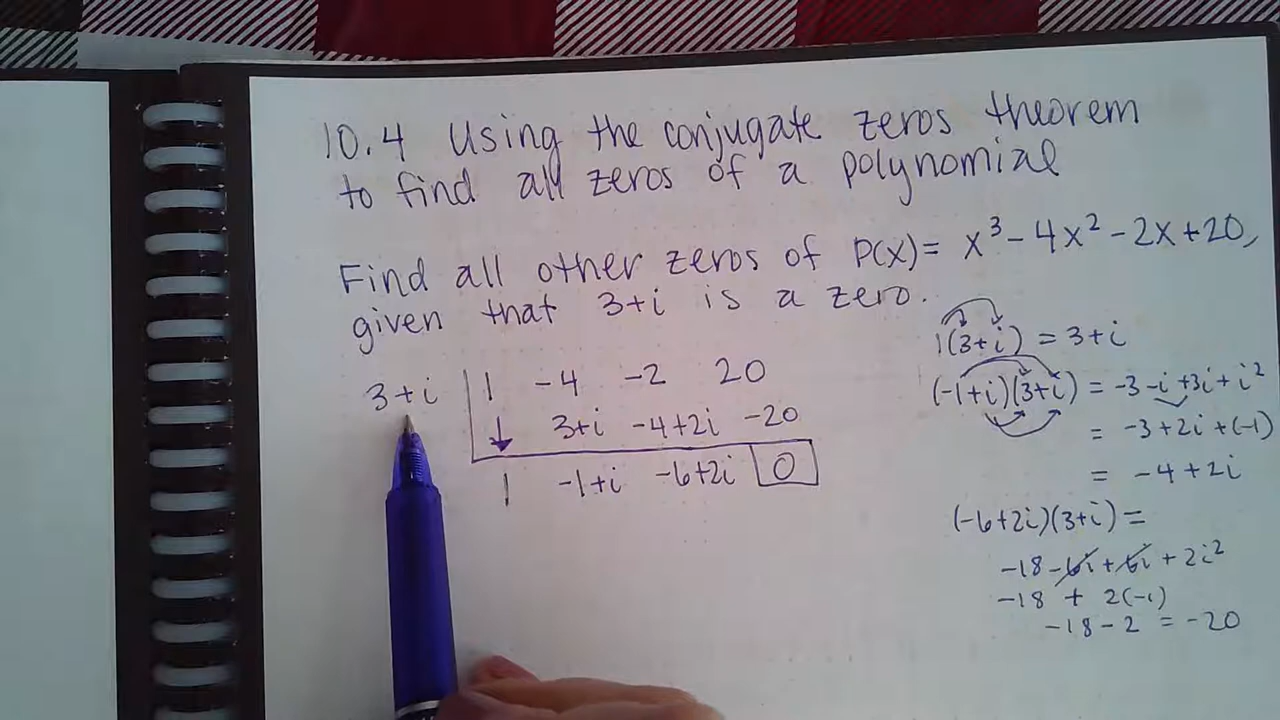 10.4 Using the conjugate zeros theorem
to find all zeros of a polynomial
Find all other zeros of P(x)= x³-4x²-2x+20,
given that 3+i is a zero.
3+i | 1 -4 -2 20
↓ 3+i -4+2i -20
1 -1+i -6+2i 0
1(3+i) = 3+i
(-1+i)(3+i) = -3-i+3i+i²
= -3+2i+(-1)
= -4+2i
(-6+2i)(3+i) =
-18-6i+6i+2i²
-18 + 2(-1)
-18-2 = -20